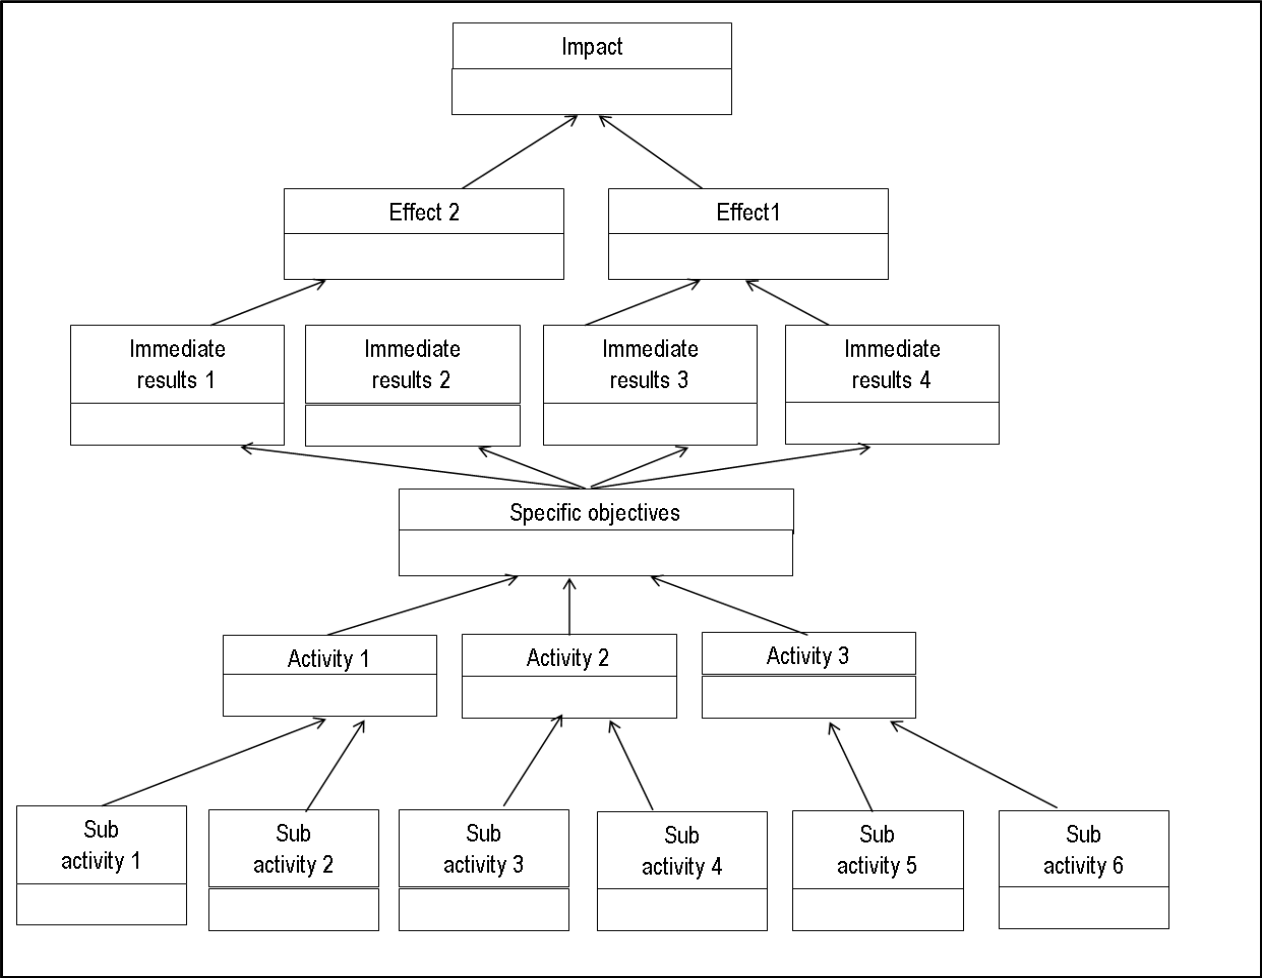 Impact
Effect 2
Effect1
Immediate
results 1
Immediate
results 2
Immediate
results 3
Immediate
results 4
Specific objectives
Activity 1
Activity 2
Activity 3
Sub
activity 1
Sub
activity 2
Sub
activity 3
Sub
activity 4
Sub
activity 5
Sub
activity 6